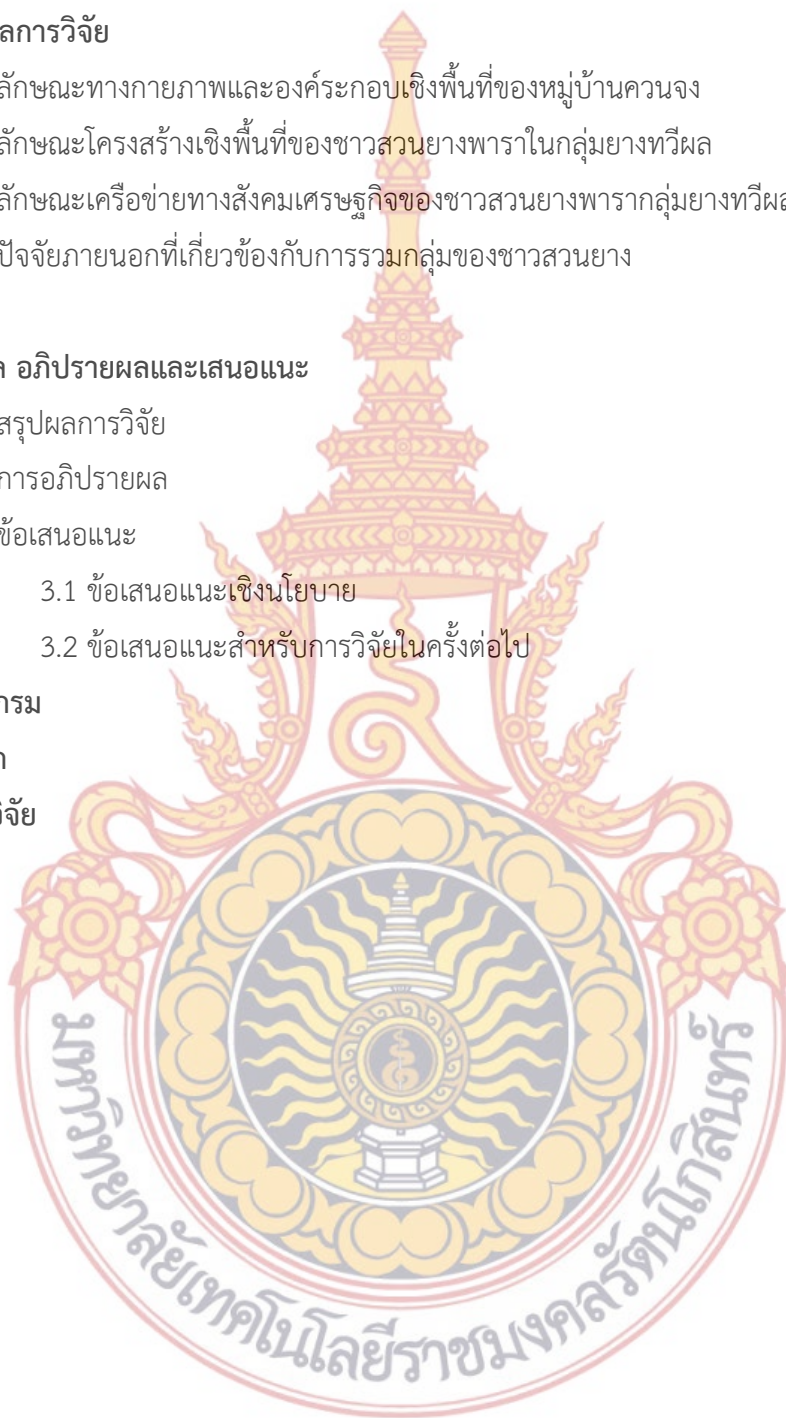 ลการวิจัย
ลักษณะทางกายภาพและองค์ระกอบเชิงพื้นที่ของหมู่บ้านควนจง
ลักษณะโครงสร้างเชิงพื้นที่ของชาวสวนยางพาราในกลุ่มยางทวีผล
ลักษณะเครือข่ายทางสังคมเศรษฐกิจของชาวสวนยางพารากลุ่มยางทวีผล
ปัจจัยภายนอกที่เกี่ยวข้องกับการรวมกลุ่มของชาวสวนยาง
ล อภิปรายผลและเสนอแนะ
สรุปผลการวิจัย
การอภิปรายผล
ข้อเสนอแนะ
3.1 ข้อเสนอแนะเชิงนโยบาย
3.2 ข้อเสนอแนะสำหรับการวิจัยในครั้งต่อไป
กรม
ก
วิจัย
มหาวิทยาลัยเทคโนโลยีราชมงคลรัตนโกสินทร์